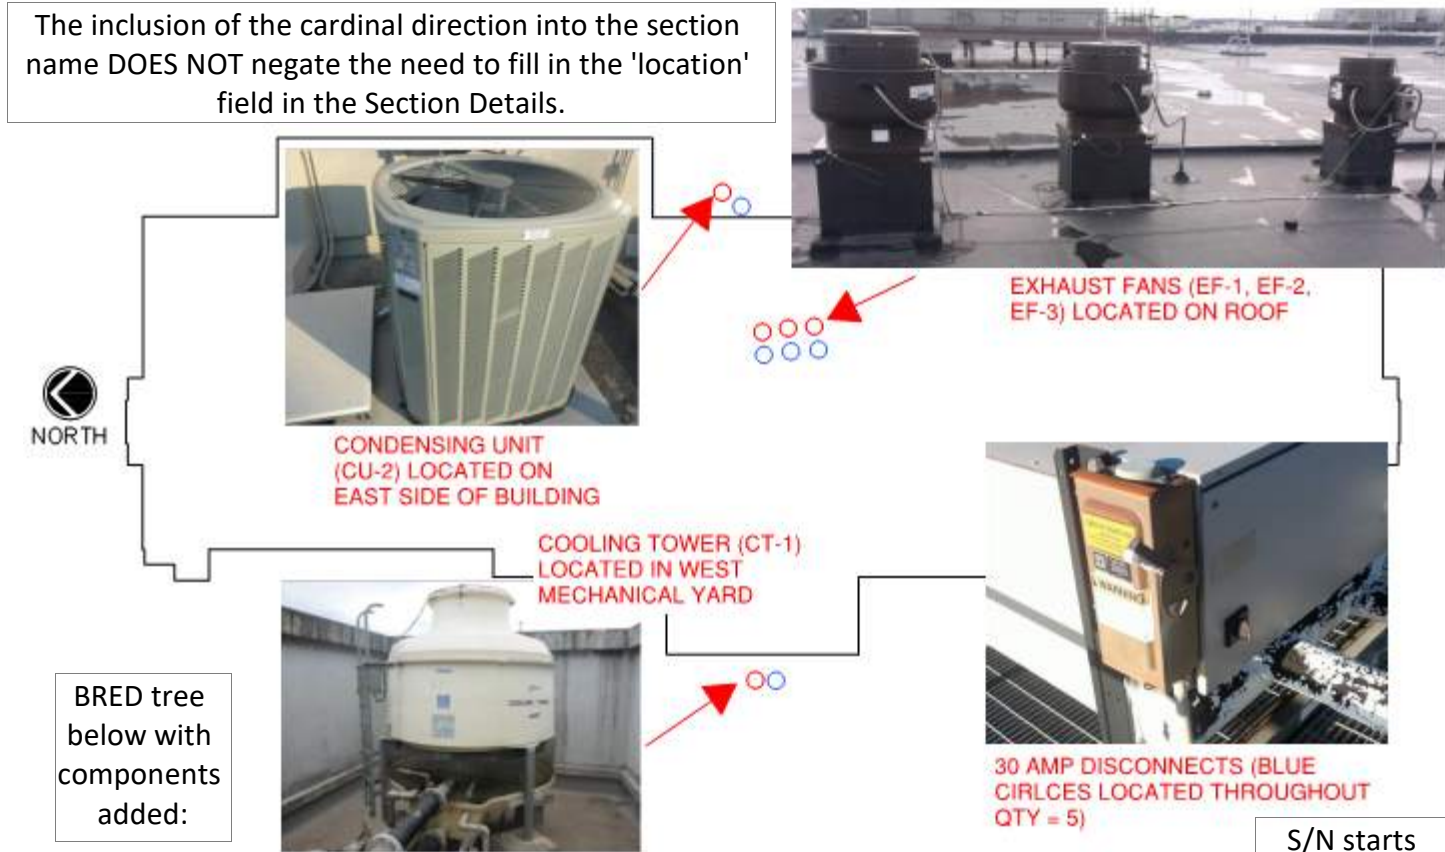 The inclusion of the cardinal direction into the section
name DOES NOT negate the need to fill in the 'location'
field in the Section Details.
EXHAUST FANS (EF-1, EF-2,
EF-3) LOCATED ON ROOF
NORTH
CONDENSING UNIT
(CU-2) LOCATED ON
EAST SIDE OF BUILDING
COOLING TOWER (CT-1)
LOCATED IN WEST
MECHANICAL YARD
WARNING
BRED tree
below with
components
added:
30 AMP DISCONNECTS (BLUE
CIRLCES LOCATED THROUGHOUT
QTY = 5)
S/N starts